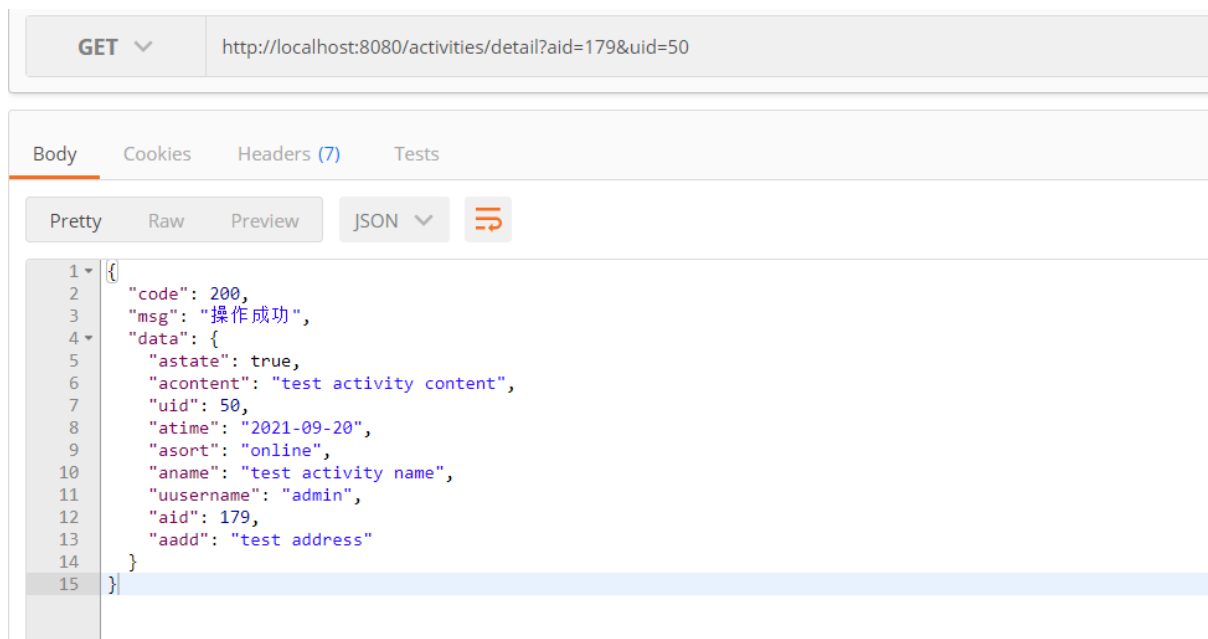 GET http://localhost:8080/activities/detail?aid=179&uid=50
Body Cookies Headers (7) Tests
Pretty Raw Preview JSON
1 {
2 "code": 200,
3 "msg": "操作成功",
4 "data": {
5 "astate": true,
6 "acontent": "test activity content",
7 "uid": 50,
8 "atime": "2021-09-20",
9 "asort": "online",
10 "aname": "test activity name",
11 "uusername": "admin",
12 "aid": 179,
13 "aadd": "test address"
14 }
15 }